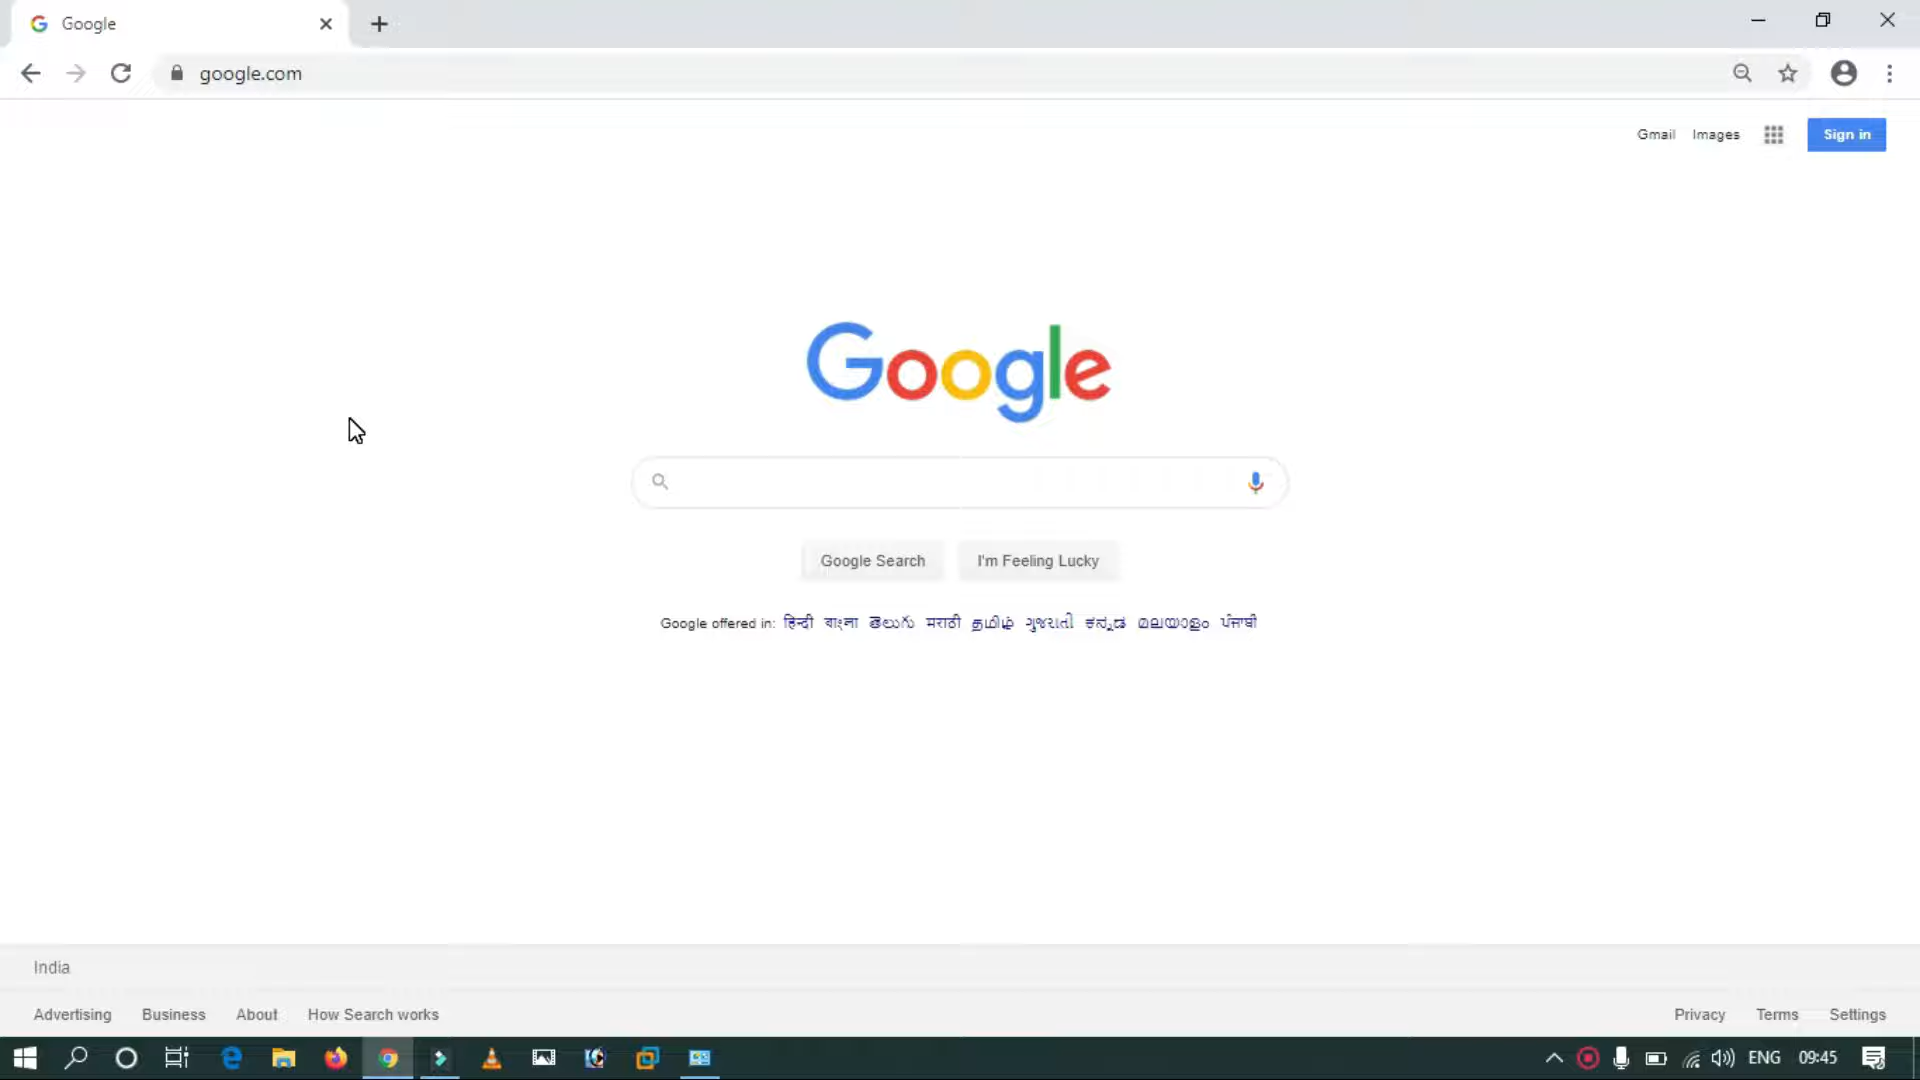 Google
google.com
Gmail Images Sign in
Google
Google Search I'm Feeling Lucky
Google offered in: हिन्दी বাংলা తెలుగు मराठी தமிழ் ગુજરાતી ಕನ್ನಡ മലയാളം ਪੰਜਾਬੀ
India
Advertising Business About How Search works Privacy Terms Settings
ENG 09:45